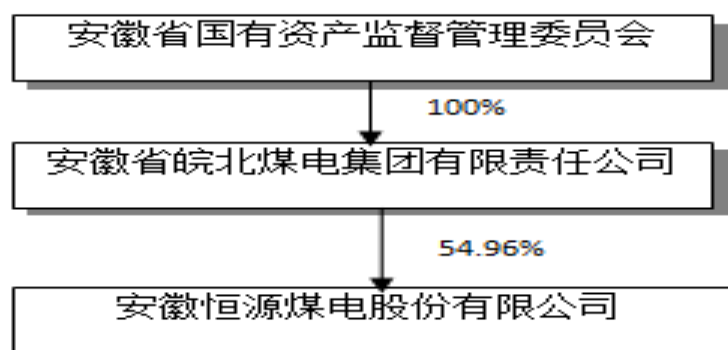 安徽省国有资产监督管理委员会
100%
安徽省皖北煤电集团有限责任公司
54.96%
安徽恒源煤电股份有限公司